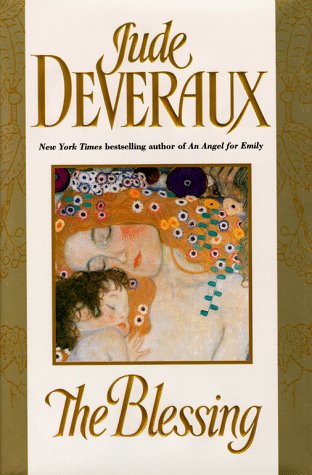 Jude
DEVERAUX
New York Times bestselling author of An Angel for Emily
The Blessing